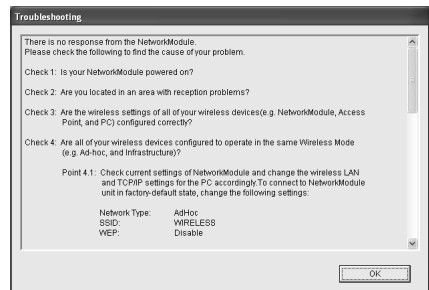 Troubleshooting
There is no response from the NetworkModule.
Please check the following to find the cause of your problem.
Check 1: Is your NetworkModule powered on?
Check 2: Are you located in an area with reception problems?
Check 3: Are the wireless settings of all of your wireless devices(e.g. NetworkModule, Access
Point, and PC) configured correctly?
Check 4: Are all of your wireless devices configured to operate in the same Wireless Mode
(e.g. Ad-hoc, and Infrastructure)?
Point 4.1: Check current settings of NetworkModule and change the wireless LAN
and TCP/IP settings for the PC accordingly.To connect to NetworkModule
unit in factory-default state, change the following settings:
Network Type: AdHoc
SSID: WIRELESS
WEP: Disable
OK